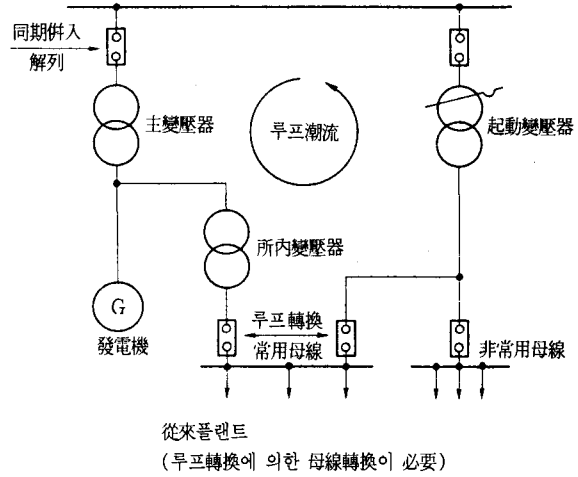 同期倂入
解列
主變壓器
루프潮流
起動變壓器
所內變壓器
G
發電機
루프轉換
常用母線
非常用母線
從來플랜트
(루프轉換에 의한 母線轉換이 必要)